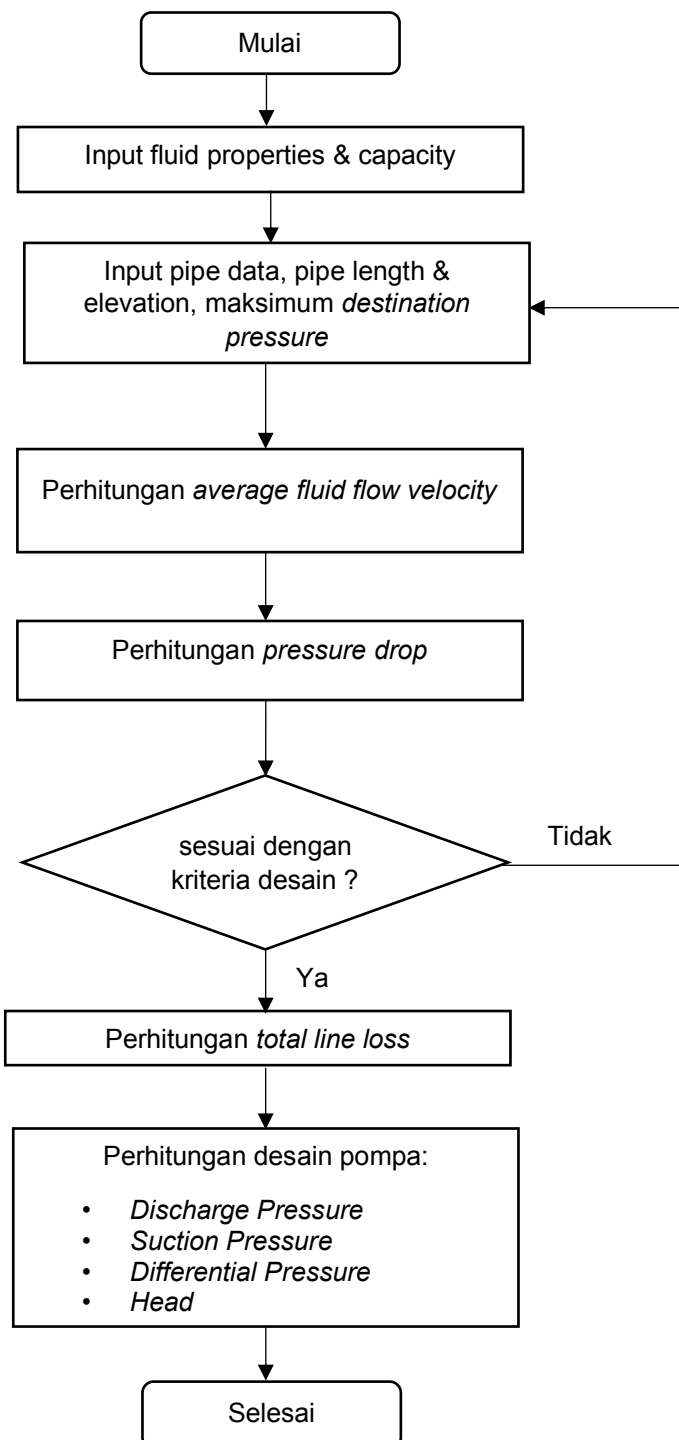 Mulai
Input fluid properties & capacity
Input pipe data, pipe length &
elevation, maksimum destination
pressure
Perhitungan average fluid flow velocity
Perhitungan pressure drop
sesuai dengan
kriteria desain ?
Tidak
Ya
Perhitungan total line loss
Perhitungan desain pompa:
• Discharge Pressure
• Suction Pressure
• Differential Pressure
• Head
Selesai